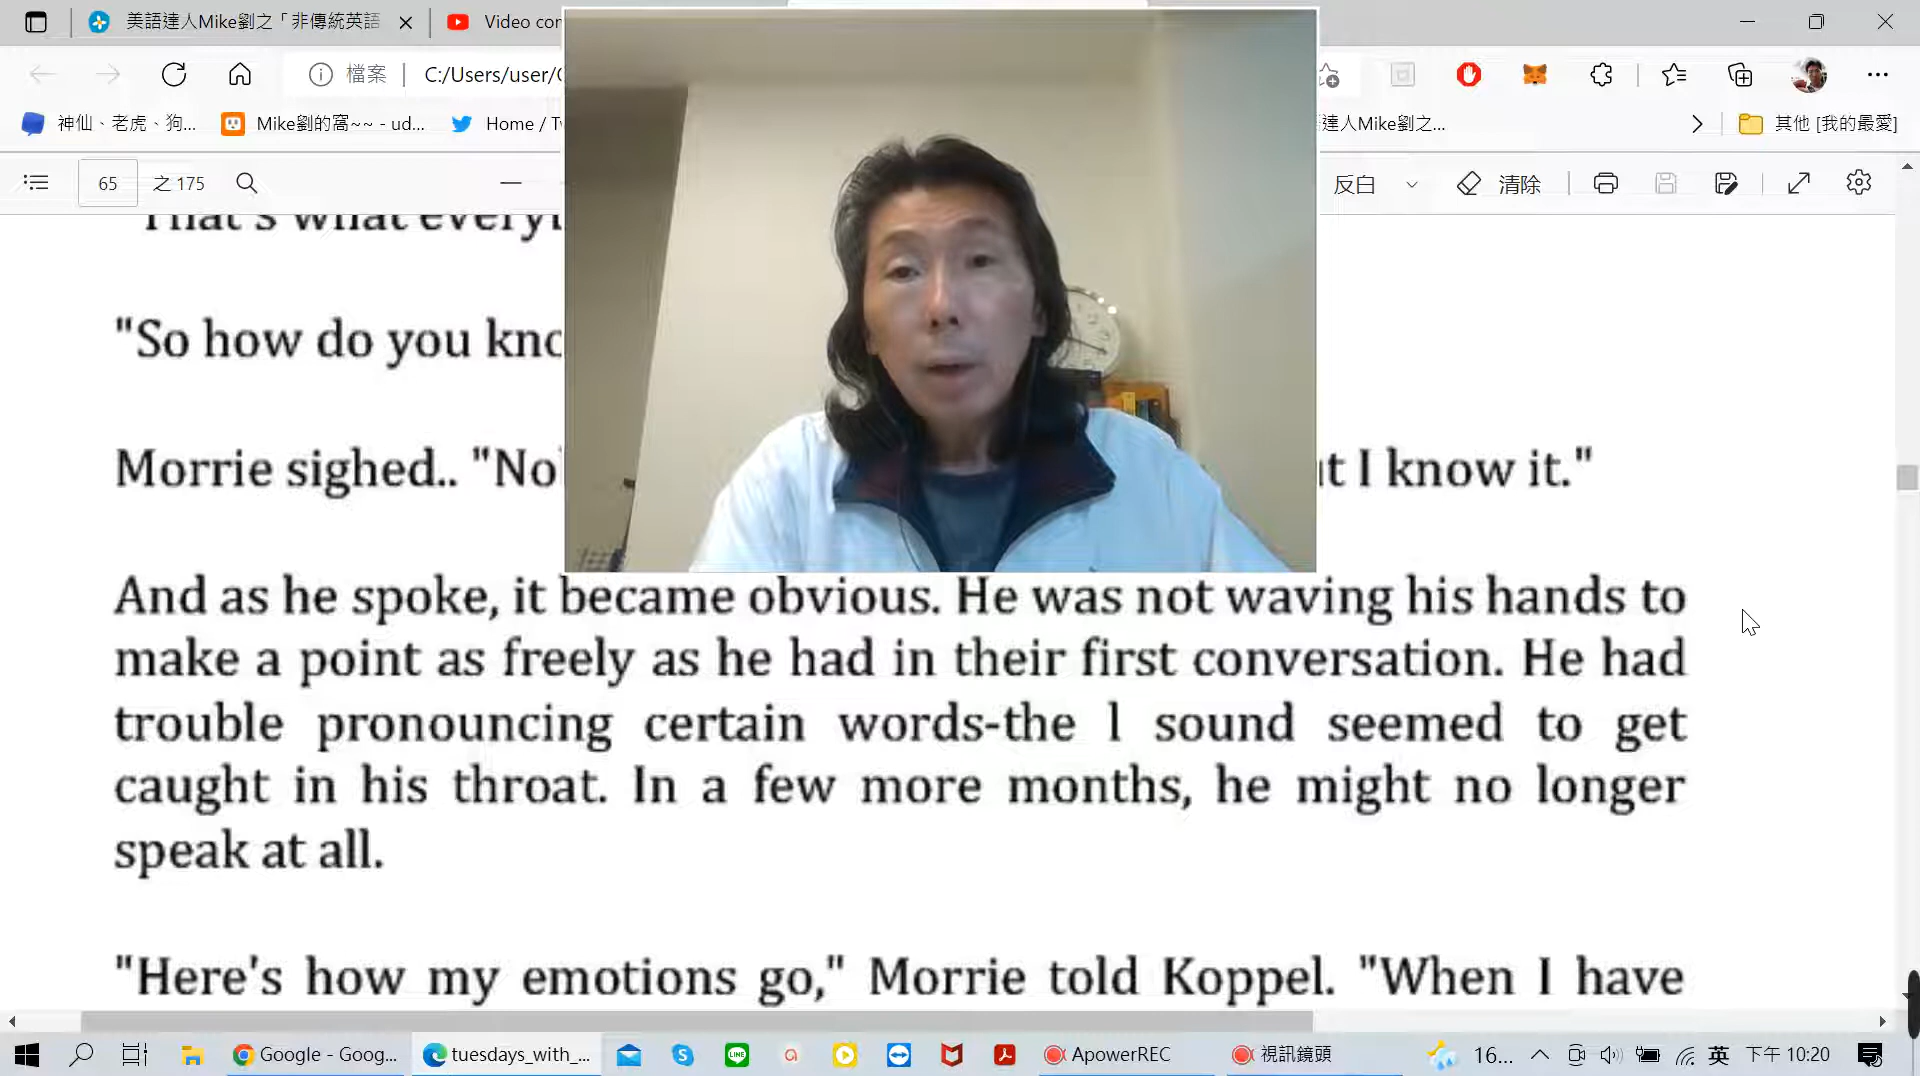 美語達人Mike劉之「非傳統英語
Video cor
檔案
C:/Users/user/
神仙、老虎、狗...
Mike劉的窩~~ - ud...
Home / Tw
達人Mike劉之...
其他 [我的最愛]
65
之 175
反白
清除
"That's what everyt
"So how do you kno
Morrie sighed.. "No
t I know it."
And as he spoke, it became obvious. He was not waving his hands to
make a point as freely as he had in their first conversation. He had
trouble pronouncing certain words-the l sound seemed to get
caught in his throat. In a few more months, he might no longer
speak at all.
"Here's how my emotions go," Morrie told Koppel. "When I have
Google - Goog...
tuesdays_with_...
ApowerREC
視訊鏡頭
16...
英
下午 10:20